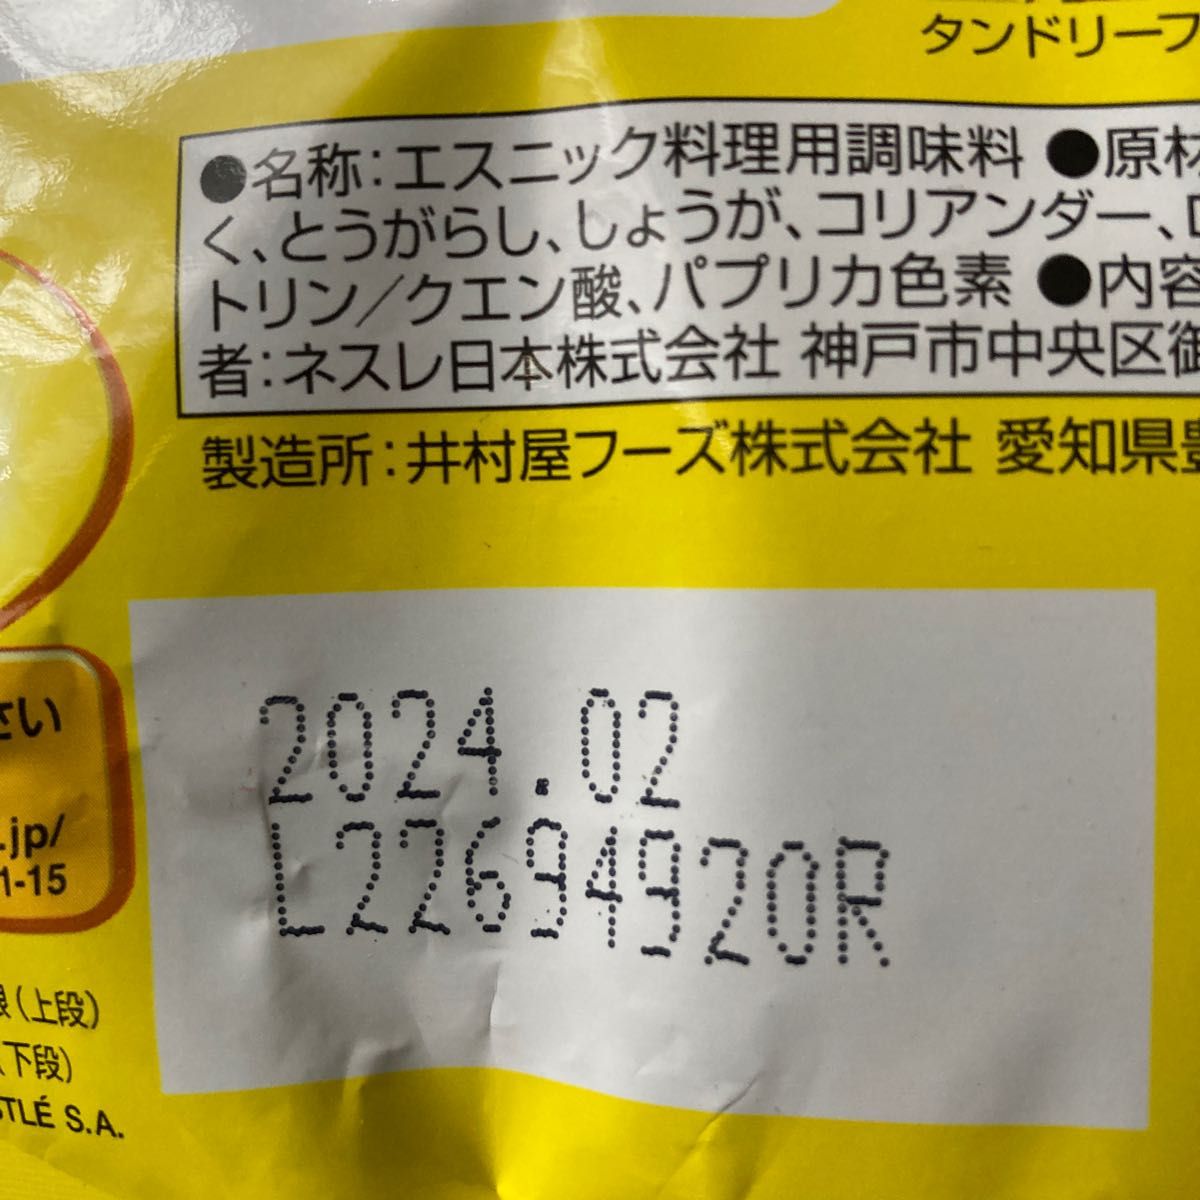 タンドリーフ
●名称：エスニック料理用調味料 ●原材
く、とうがらし、しょうが、コリアンダー、
トリン／クエン酸、パプリカ色素 ●内容
者：ネスレ日本株式会社 神戸市中央区御
製造所：井村屋フーズ株式会社 愛知県豊
2024.02
L22694920R
さい
.jp/
1-15
限（上段）
（下段）
STLÉ S.A.